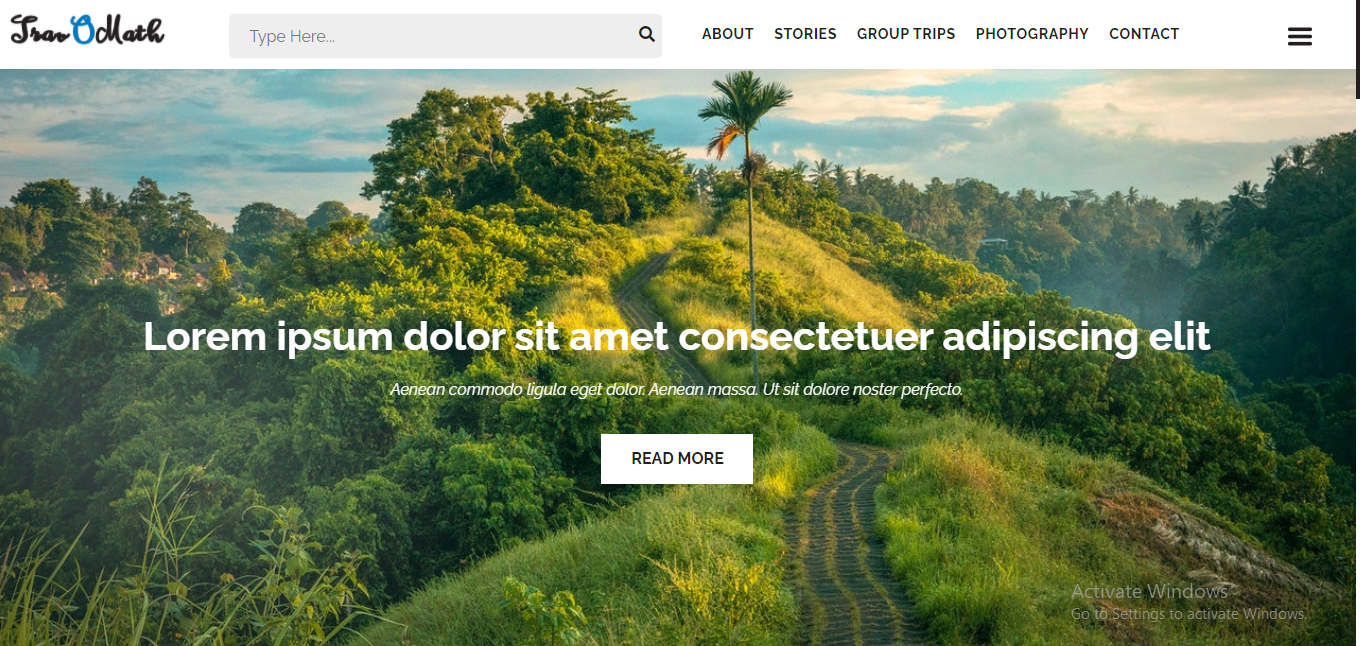 TravOMath
Type Here...
ABOUT STORIES GROUP TRIPS PHOTOGRAPHY CONTACT
Lorem ipsum dolor sit amet consectetuer adipiscing elit
Aenean commodo ligula eget dolor. Aenean massa. Ut sit dolore noster perfecto.
READ MORE
Activate Windows
Go to Settings to activate Windows.